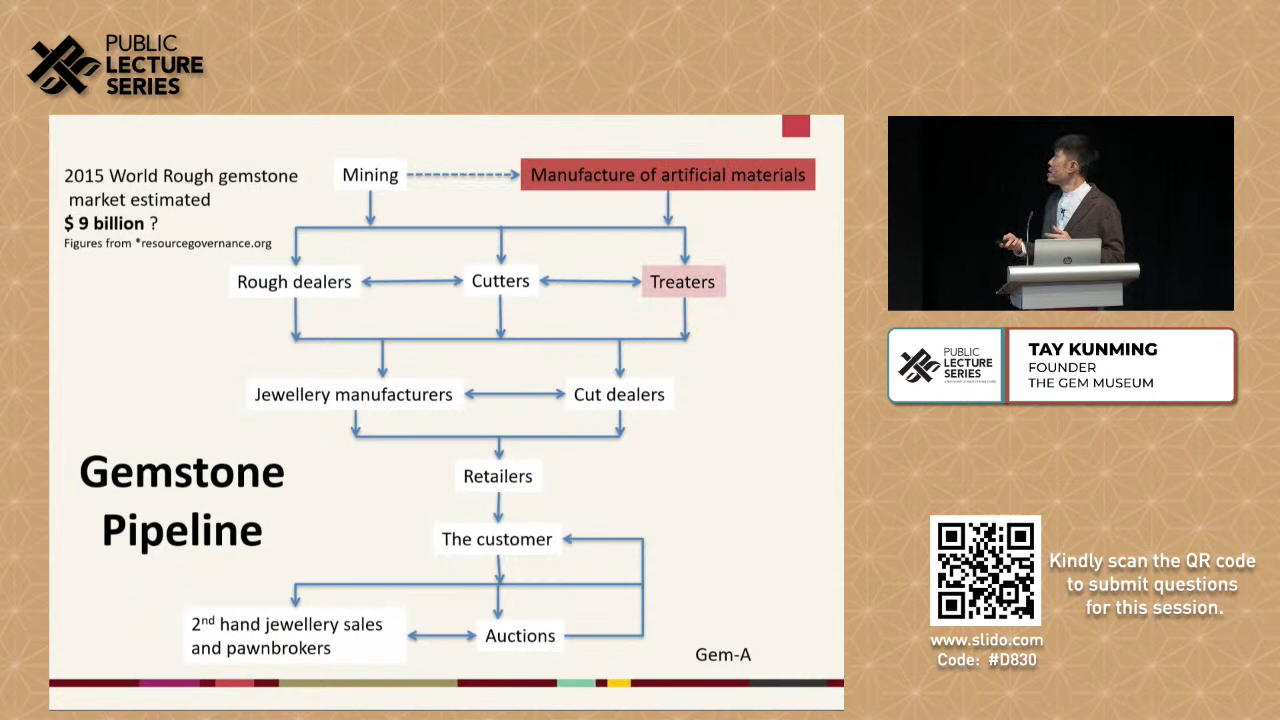 PUBLIC
LECTURE
SERIES
2015 World Rough gemstone
market estimated
$ 9 billion ?
Figures from *resourcegovernance.org
Mining
Manufacture of artificial materials
Rough dealers
Cutters
Treaters
Jewellery manufacturers
Cut dealers
Gemstone
Pipeline
Retailers
The customer
2nd hand jewellery sales
and pawnbrokers
Auctions
Gem-A
PUBLIC
LECTURE
SERIES
TAY KUNMING
FOUNDER
THE GEM MUSEUM
Kindly scan the QR code
to submit questions
for this session.
www.slido.com
Code: #D830